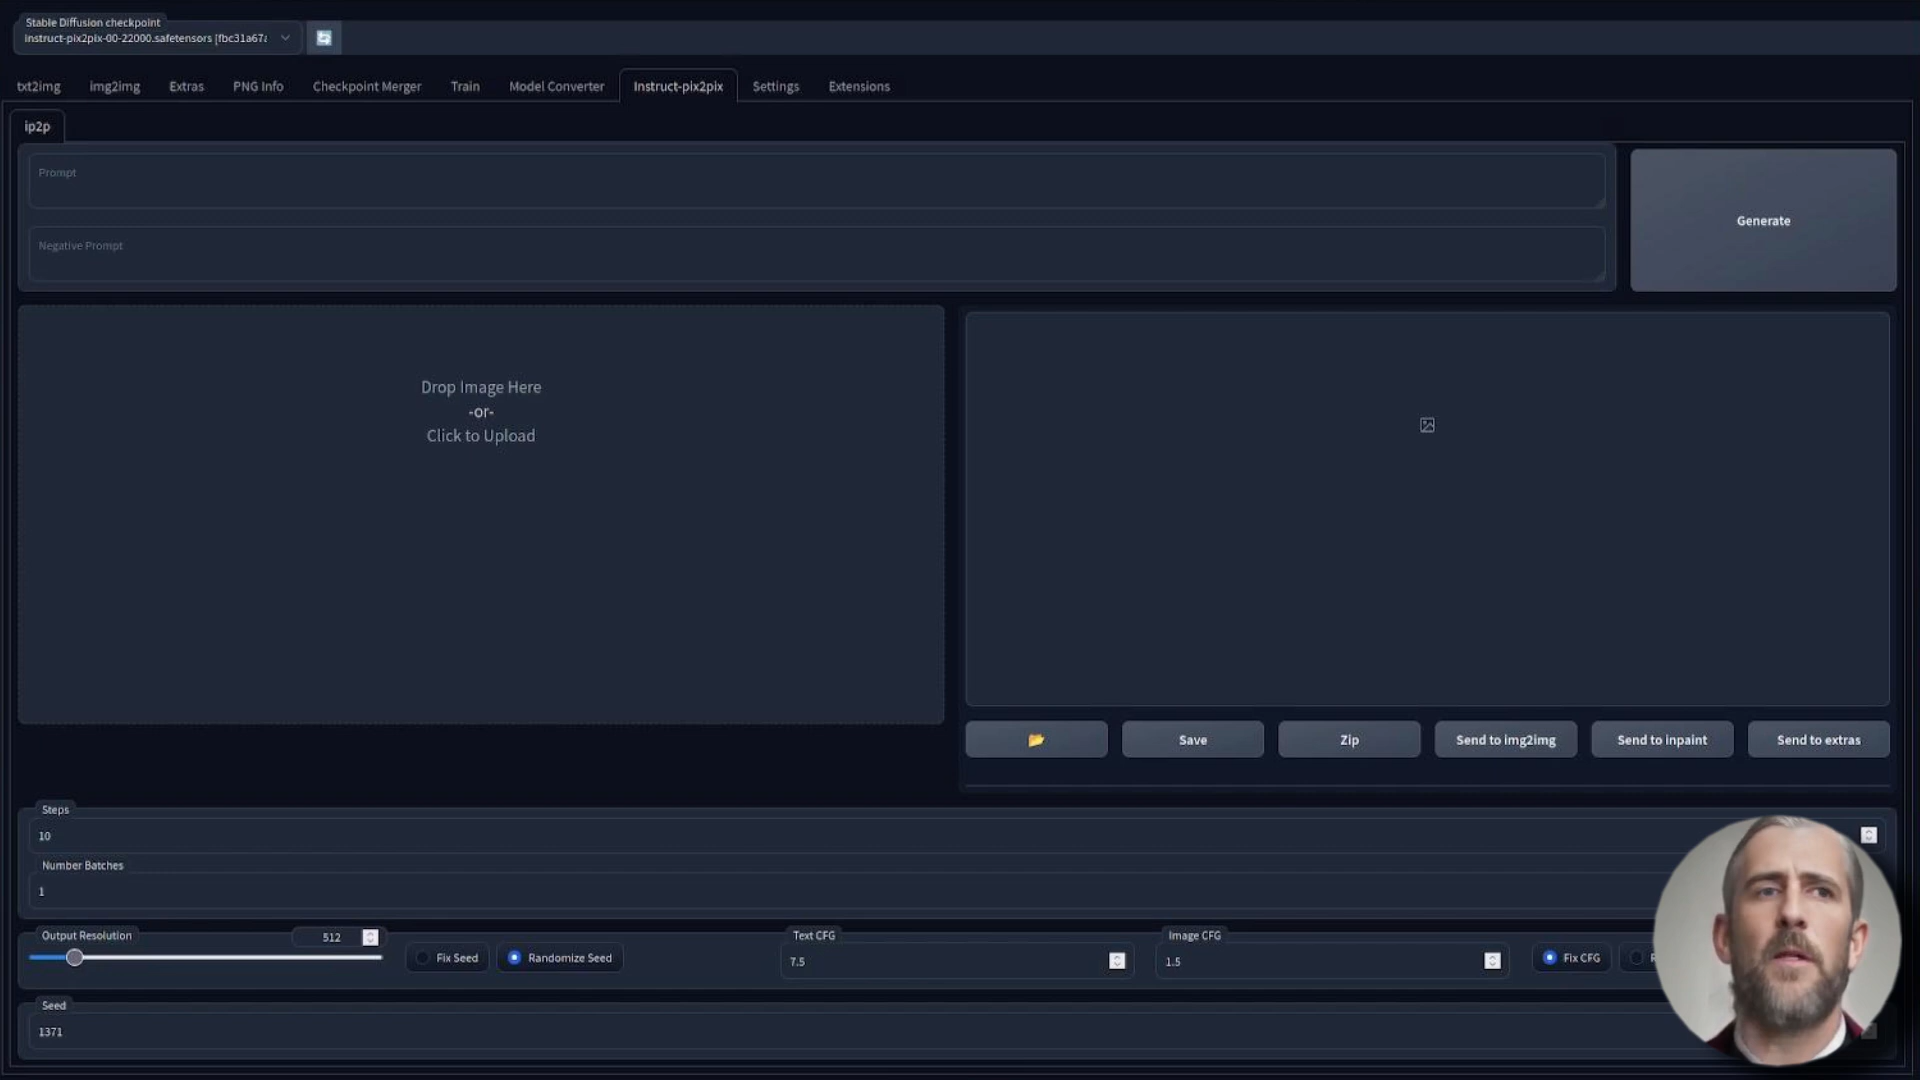 Stable Diffusion checkpoint
instruct-pix2pix-00-22000.safetensors [fbc31a67
txt2img img2img Extras PNG Info Checkpoint Merger Train Model Converter Instruct-pix2pix Settings Extensions
ip2p
Prompt
Negative Prompt
Generate
Drop Image Here
-or-
Click to Upload
Save Zip Send to img2img Send to inpaint Send to extras
Steps
10
Number Batches
1
Output Resolution 512
Fix Seed Randomize Seed
Text CFG
7.5
Image CFG
1.5
Fix CFG
Seed
1371